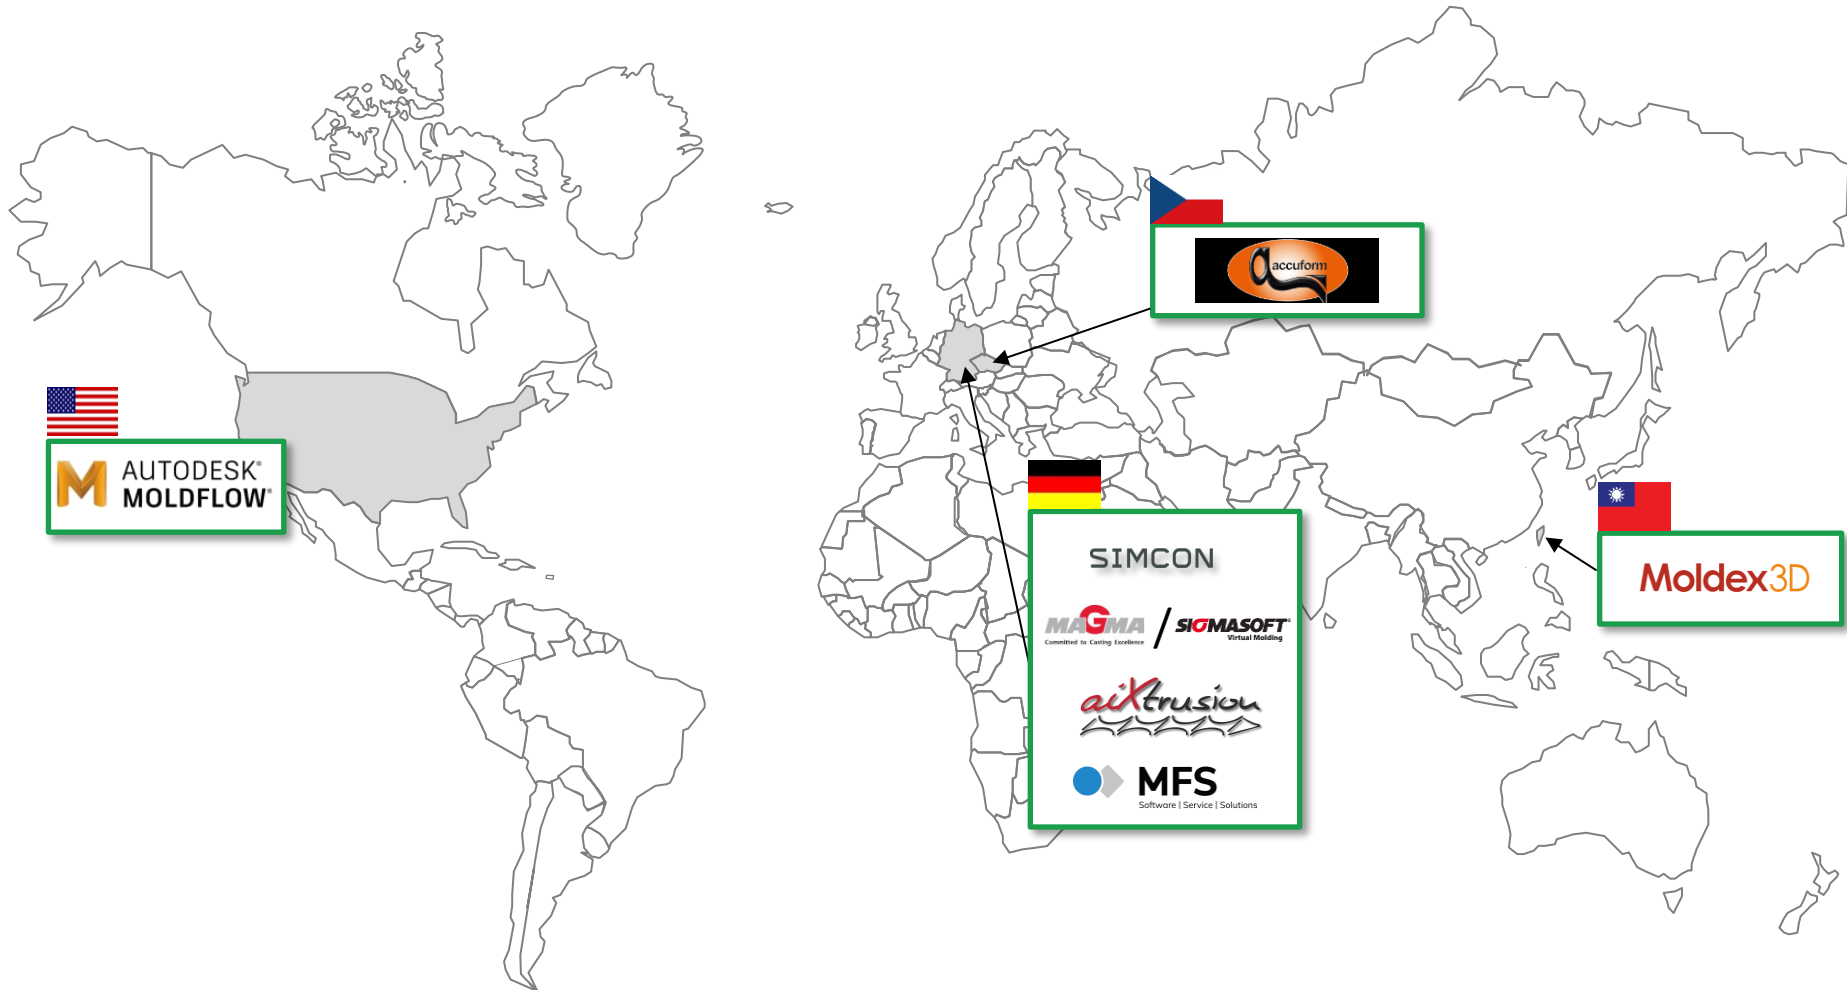 accuform
AUTODESK®
MOLDFLOW®
SIMCON
MAGMA
Committed to Casting Excellence
SIGMASOFT®
Virtual Molding
aiXtrusion
MFS
Software | Service | Solutions
Moldex3D